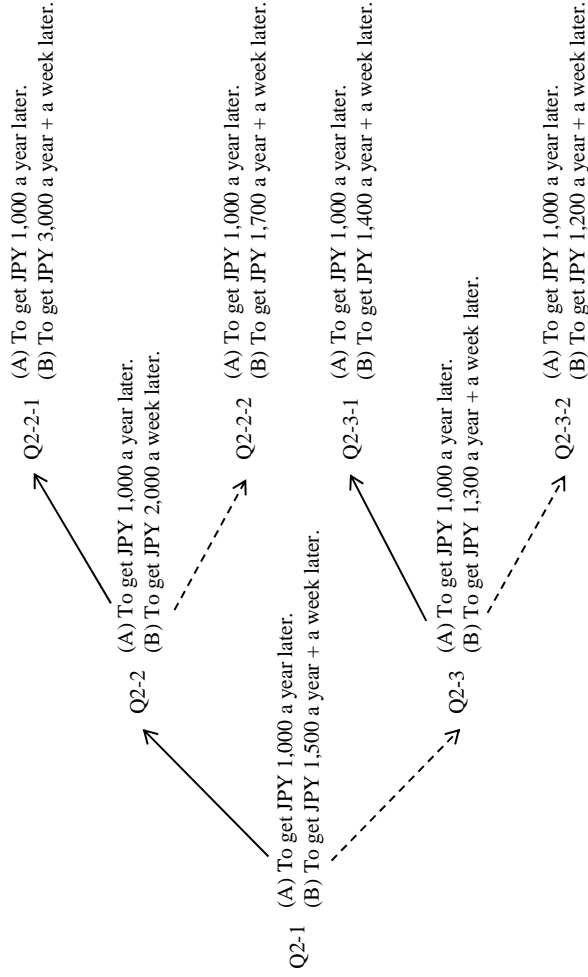 Q2-1
(A) To get JPY 1,000 a year later.
(B) To get JPY 1,500 a year + a week later.
Q2-2
(A) To get JPY 1,000 a year later.
(B) To get JPY 2,000 a week later.
Q2-3
(A) To get JPY 1,000 a year later.
(B) To get JPY 1,300 a year + a week later.
Q2-2-1
(A) To get JPY 1,000 a year later.
(B) To get JPY 3,000 a year + a week later.
Q2-2-2
(A) To get JPY 1,000 a year later.
(B) To get JPY 1,700 a year + a week later.
Q2-3-1
(A) To get JPY 1,000 a year later.
(B) To get JPY 1,400 a year + a week later.
Q2-3-2
(A) To get JPY 1,000 a year later.
(B) To get JPY 1,200 a year + a week later.